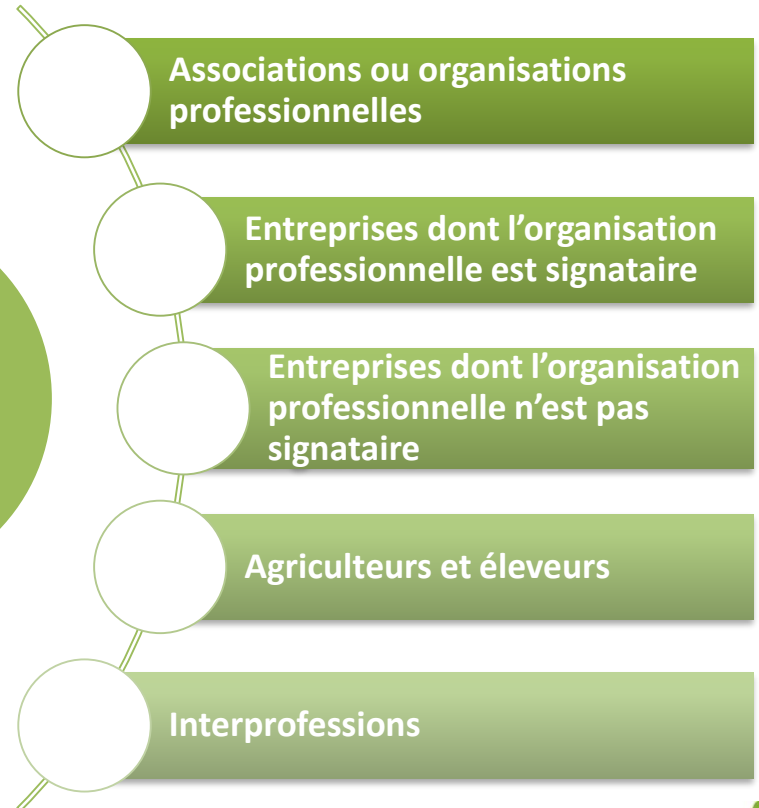 Associations ou organisations
professionnelles
Entreprises dont l’organisation
professionnelle est signataire
Entreprises dont l’organisation
professionnelle n’est pas
signataire
Agriculteurs et éleveurs
Interprofessions